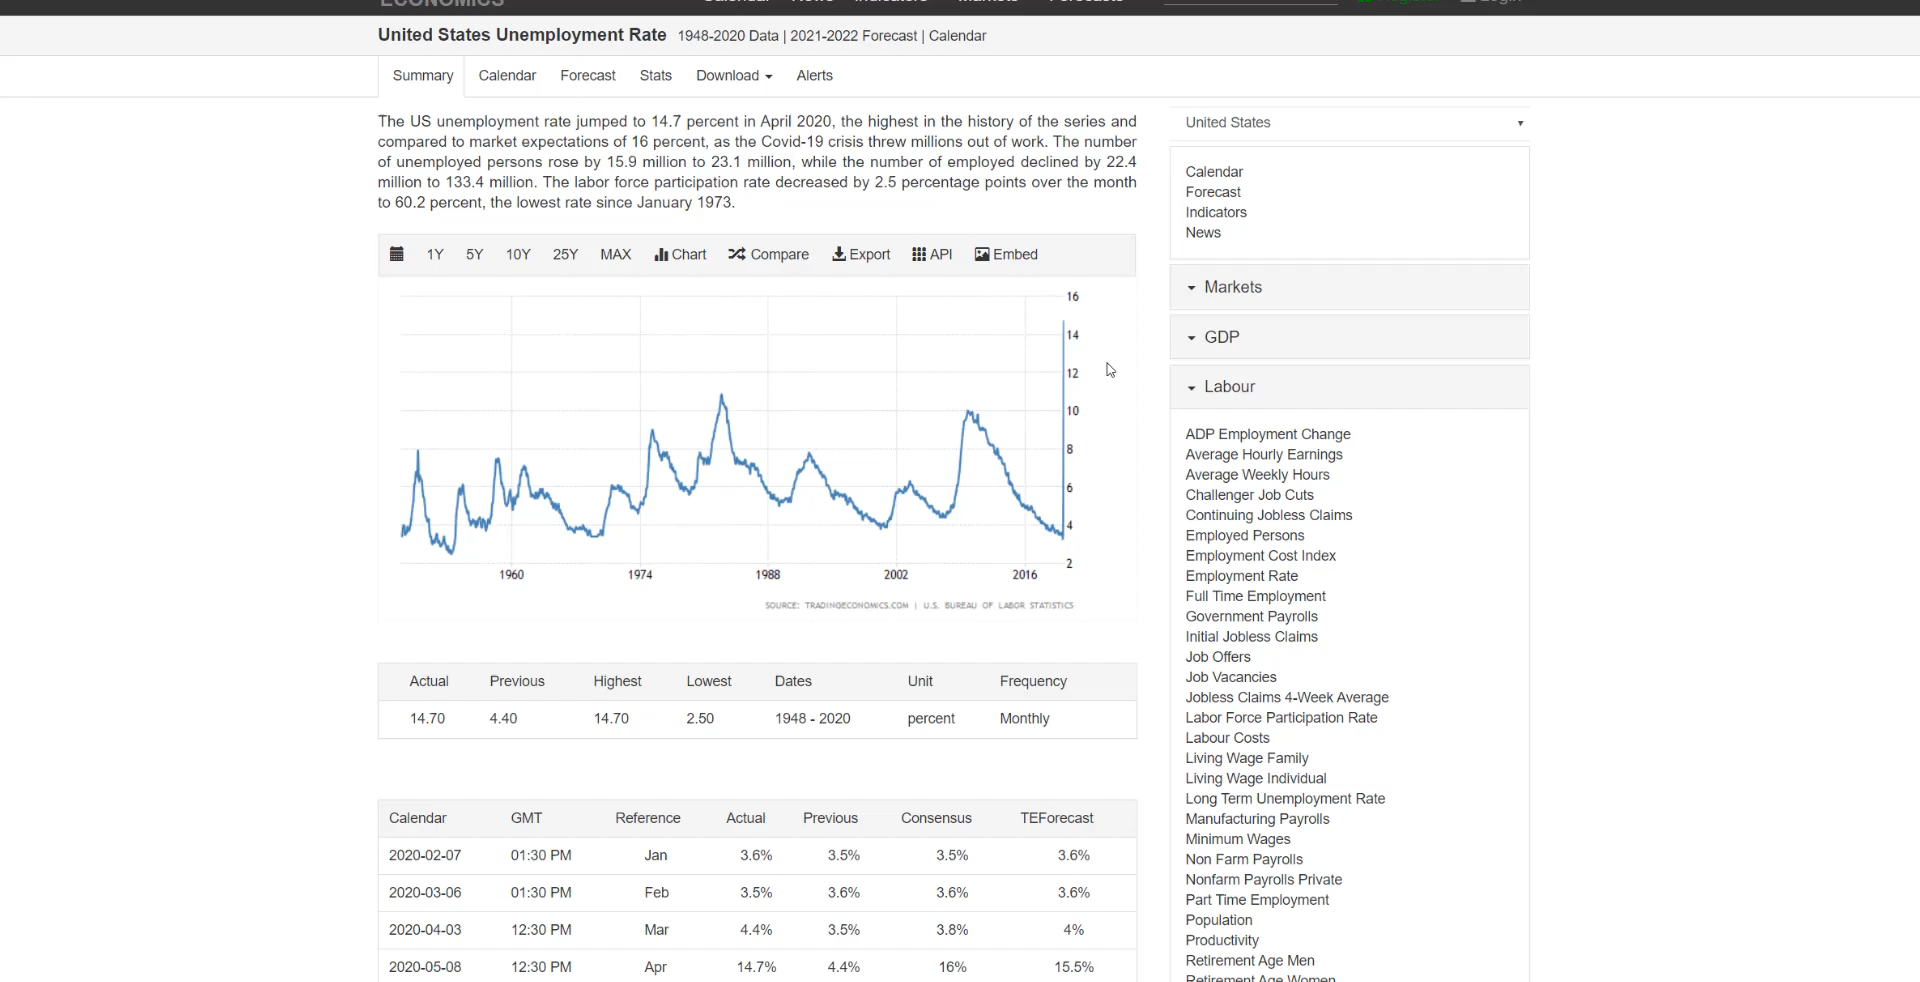 ECONOMICS Calendar News Indicators Markets Forecasts Register Login
United States Unemployment Rate 1948-2020 Data | 2021-2022 Forecast | Calendar
Summary Calendar Forecast Stats Download Alerts
The US unemployment rate jumped to 14.7 percent in April 2020, the highest in the history of the series and
compared to market expectations of 16 percent, as the Covid-19 crisis threw millions out of work. The number
of unemployed persons rose by 15.9 million to 23.1 million, while the number of employed declined by 22.4
million to 133.4 million. The labor force participation rate decreased by 2.5 percentage points over the month
to 60.2 percent, the lowest rate since January 1973.
1Y 5Y 10Y 25Y MAX Chart Compare Export API Embed
16
14
12
10
8
6
4
2
1960 1974 1988 2002 2016
SOURCE: TRADINGECONOMICS.COM | U.S. BUREAU OF LABOR STATISTICS
Actual Previous Highest Lowest Dates Unit Frequency
14.70 4.40 14.70 2.50 1948 - 2020 percent Monthly
Calendar GMT Reference Actual Previous Consensus TEForecast
2020-02-07 01:30 PM Jan 3.6% 3.5% 3.5% 3.6%
2020-03-06 01:30 PM Feb 3.5% 3.6% 3.6% 3.6%
2020-04-03 12:30 PM Mar 4.4% 3.5% 3.8% 4%
2020-05-08 12:30 PM Apr 14.7% 4.4% 16% 15.5%
United States
Calendar
Forecast
Indicators
News
Markets
GDP
Labour
ADP Employment Change
Average Hourly Earnings
Average Weekly Hours
Challenger Job Cuts
Continuing Jobless Claims
Employed Persons
Employment Cost Index
Employment Rate
Full Time Employment
Government Payrolls
Initial Jobless Claims
Job Offers
Job Vacancies
Jobless Claims 4-Week Average
Labor Force Participation Rate
Labour Costs
Living Wage Family
Living Wage Individual
Long Term Unemployment Rate
Manufacturing Payrolls
Minimum Wages
Non Farm Payrolls
Nonfarm Payrolls Private
Part Time Employment
Population
Productivity
Retirement Age Men
Retirement Age Women